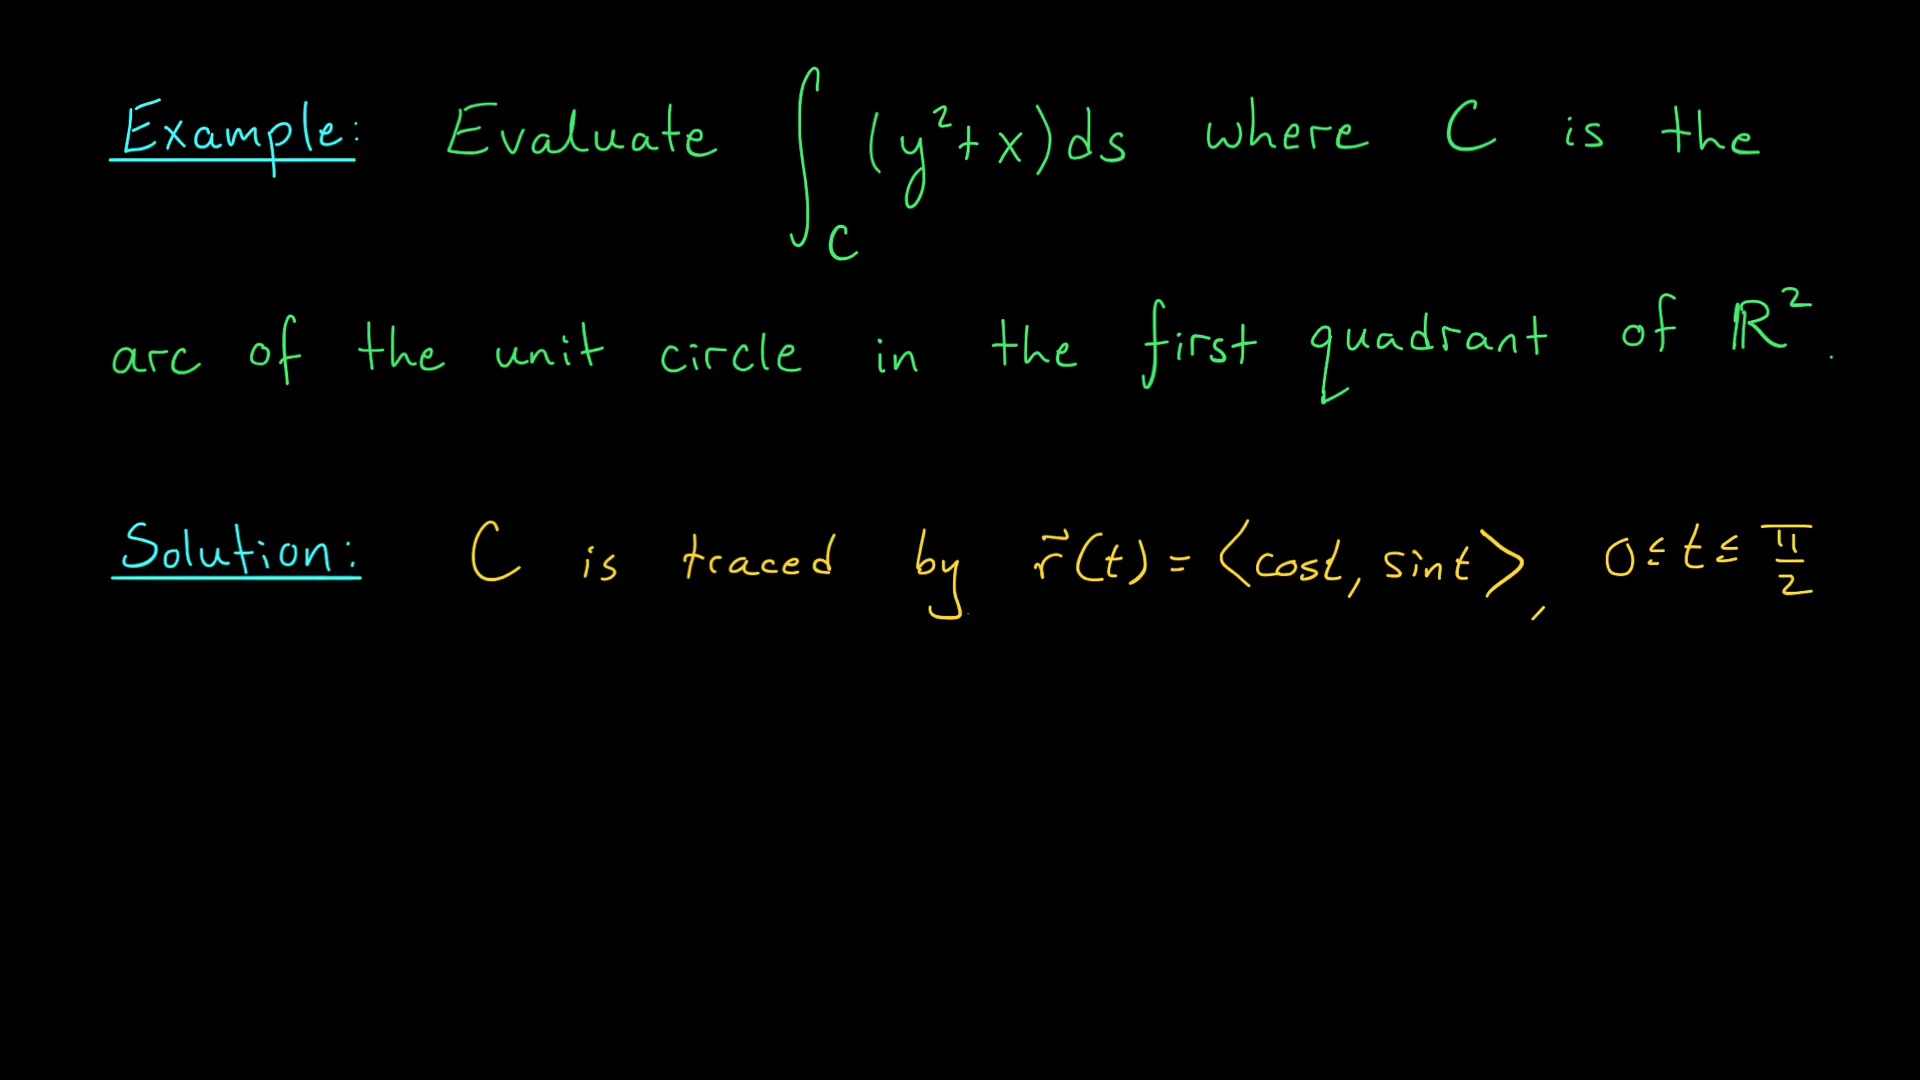 Example: Evaluate ∫_C (y²+x)ds where C is the
arc of the unit circle in the first quadrant of ℝ².
Solution: C is traced by r⃗(t)=⟨cost, sint⟩, 0≤t≤π/2